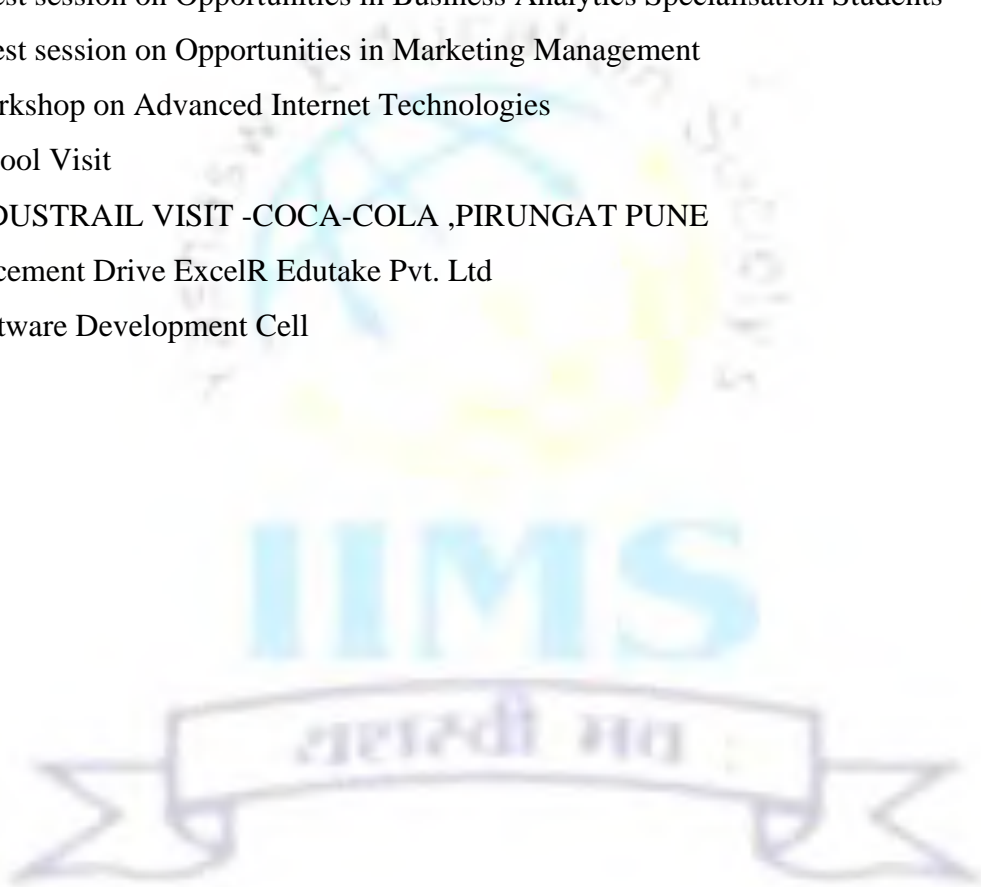 est session on Opportunities in Business Analytics Specialisation Students
est session on Opportunities in Marketing Management
rkshop on Advanced Internet Technologies
ool Visit
DUSTRAIL VISIT -COCA-COLA ,PIRUNGAT PUNE
cement Drive ExcelR Edutake Pvt. Ltd
tware Development Cell
IIMS
यशस्वी भव